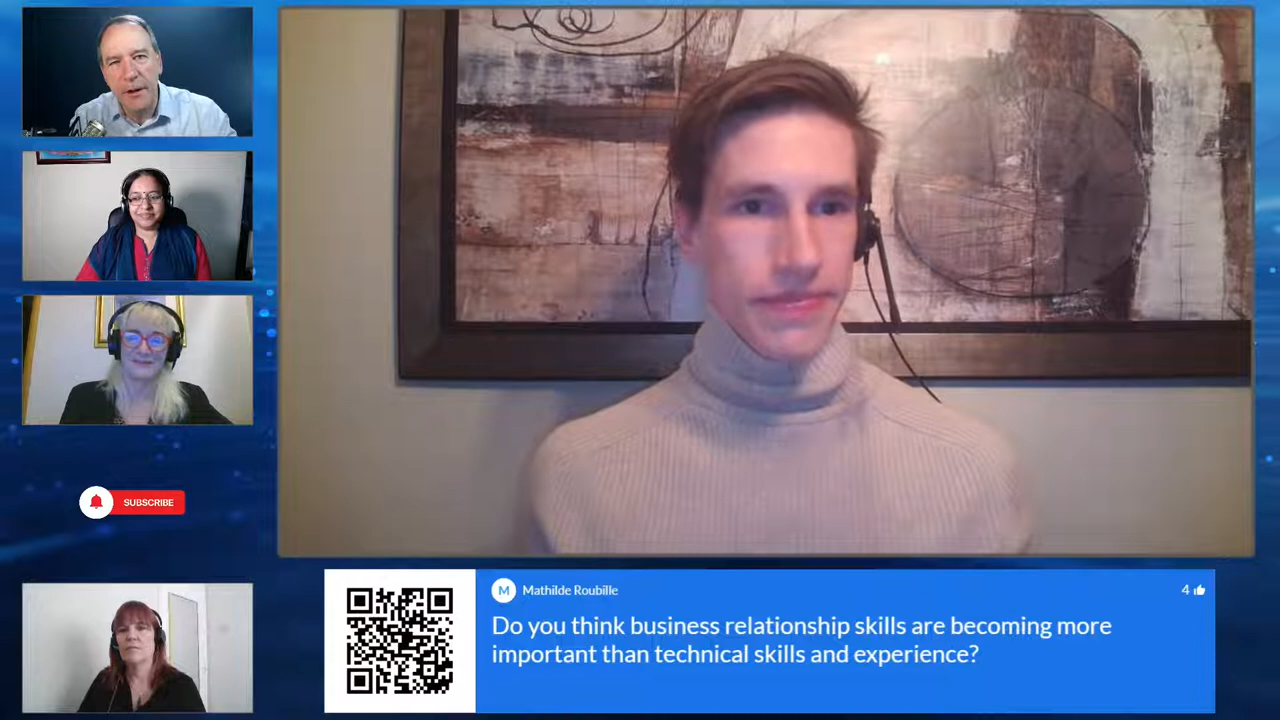 SUBSCRIBE
M Mathilde Roubille
4
Do you think business relationship skills are becoming more
important than technical skills and experience?